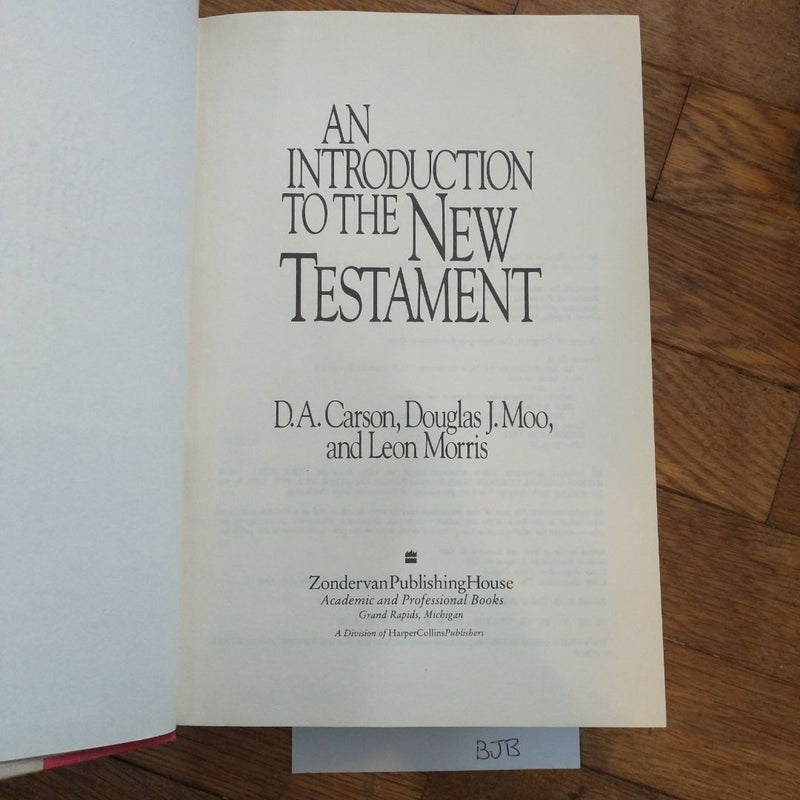 AN
INTRODUCTION
TO THE NEW
TESTAMENT
D.A. Carson, Douglas J. Moo,
and Leon Morris
ZondervanPublishingHouse
Academic and Professional Books
Grand Rapids, Michigan
A Division of HarperCollinsPublishers
BJB